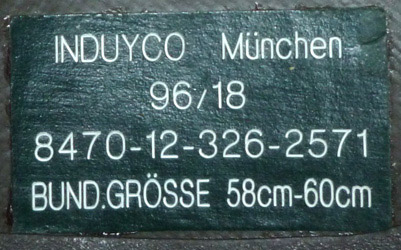 INDUYCO München
96/18
8470-12-326-2571
BUND.GRÖSSE 58cm-60cm